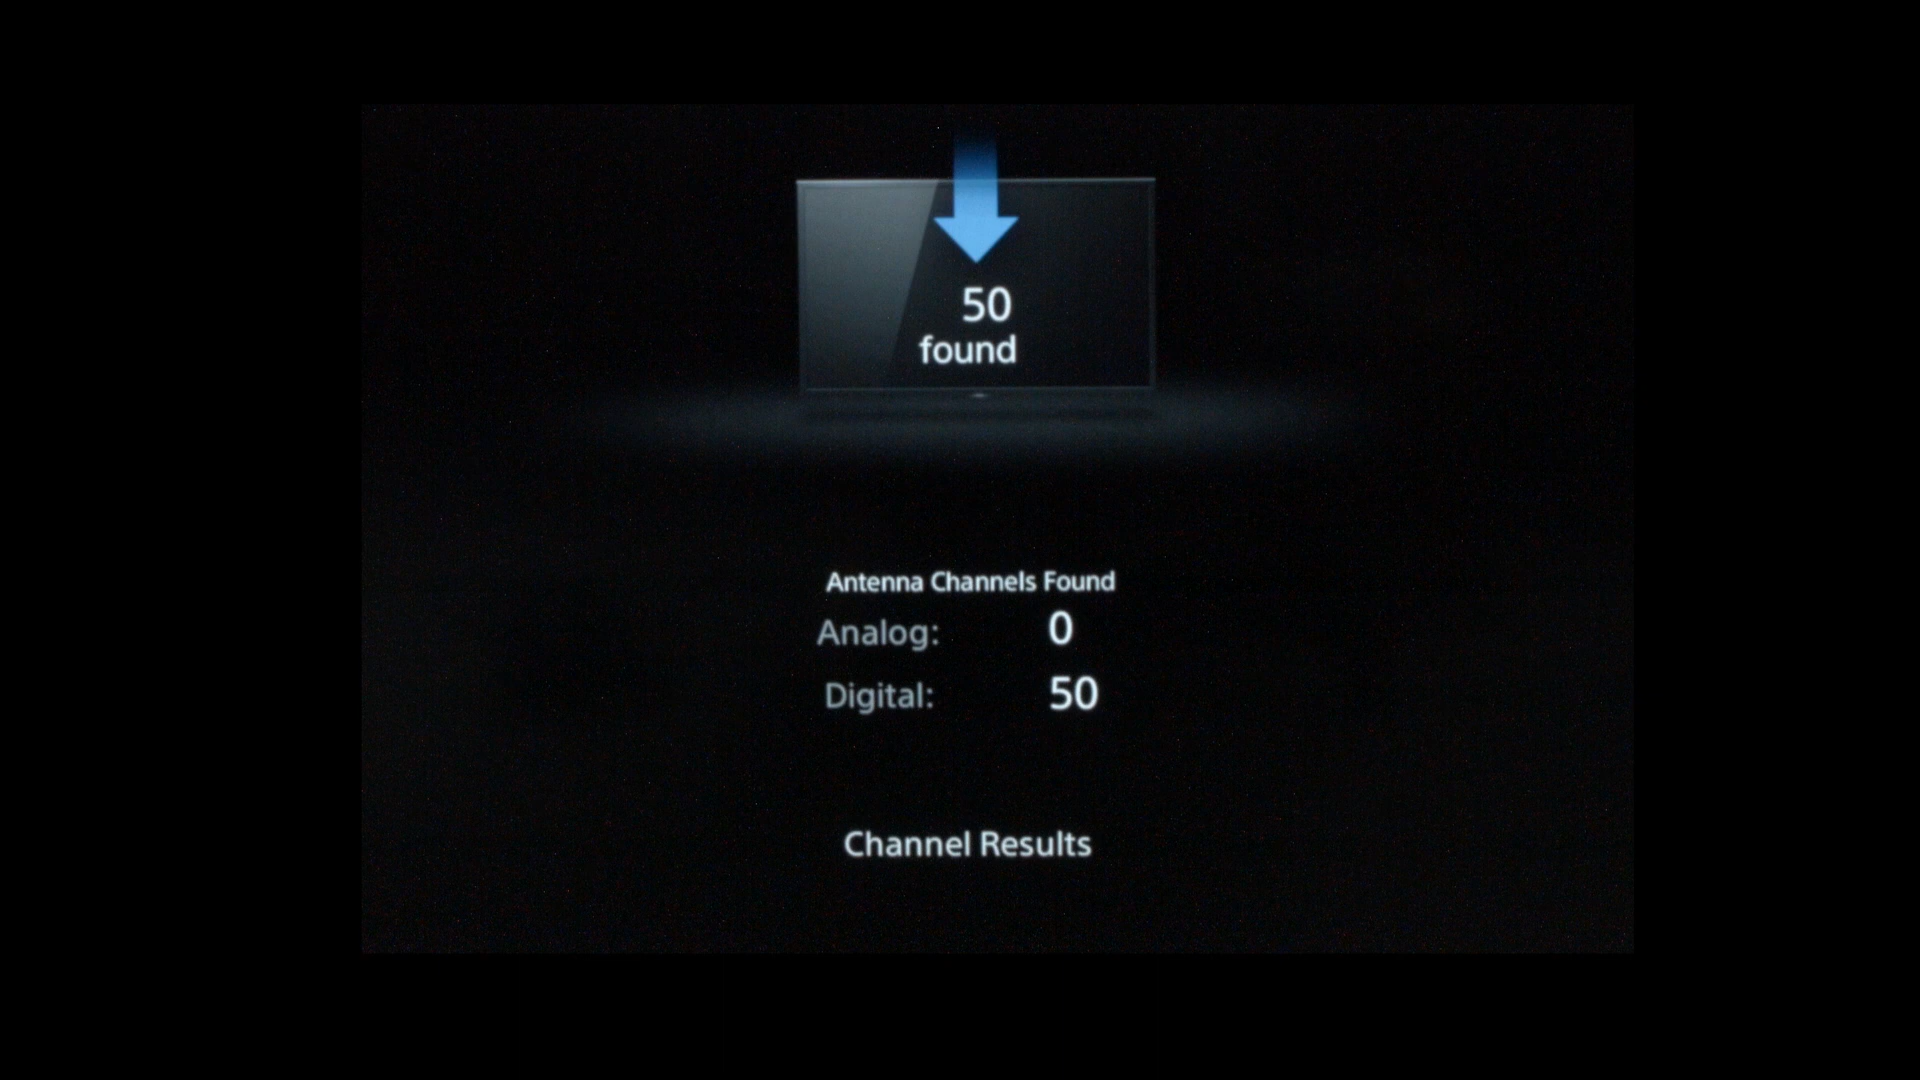 50
found
Antenna Channels Found
Analog: 0
Digital: 50
Channel Results